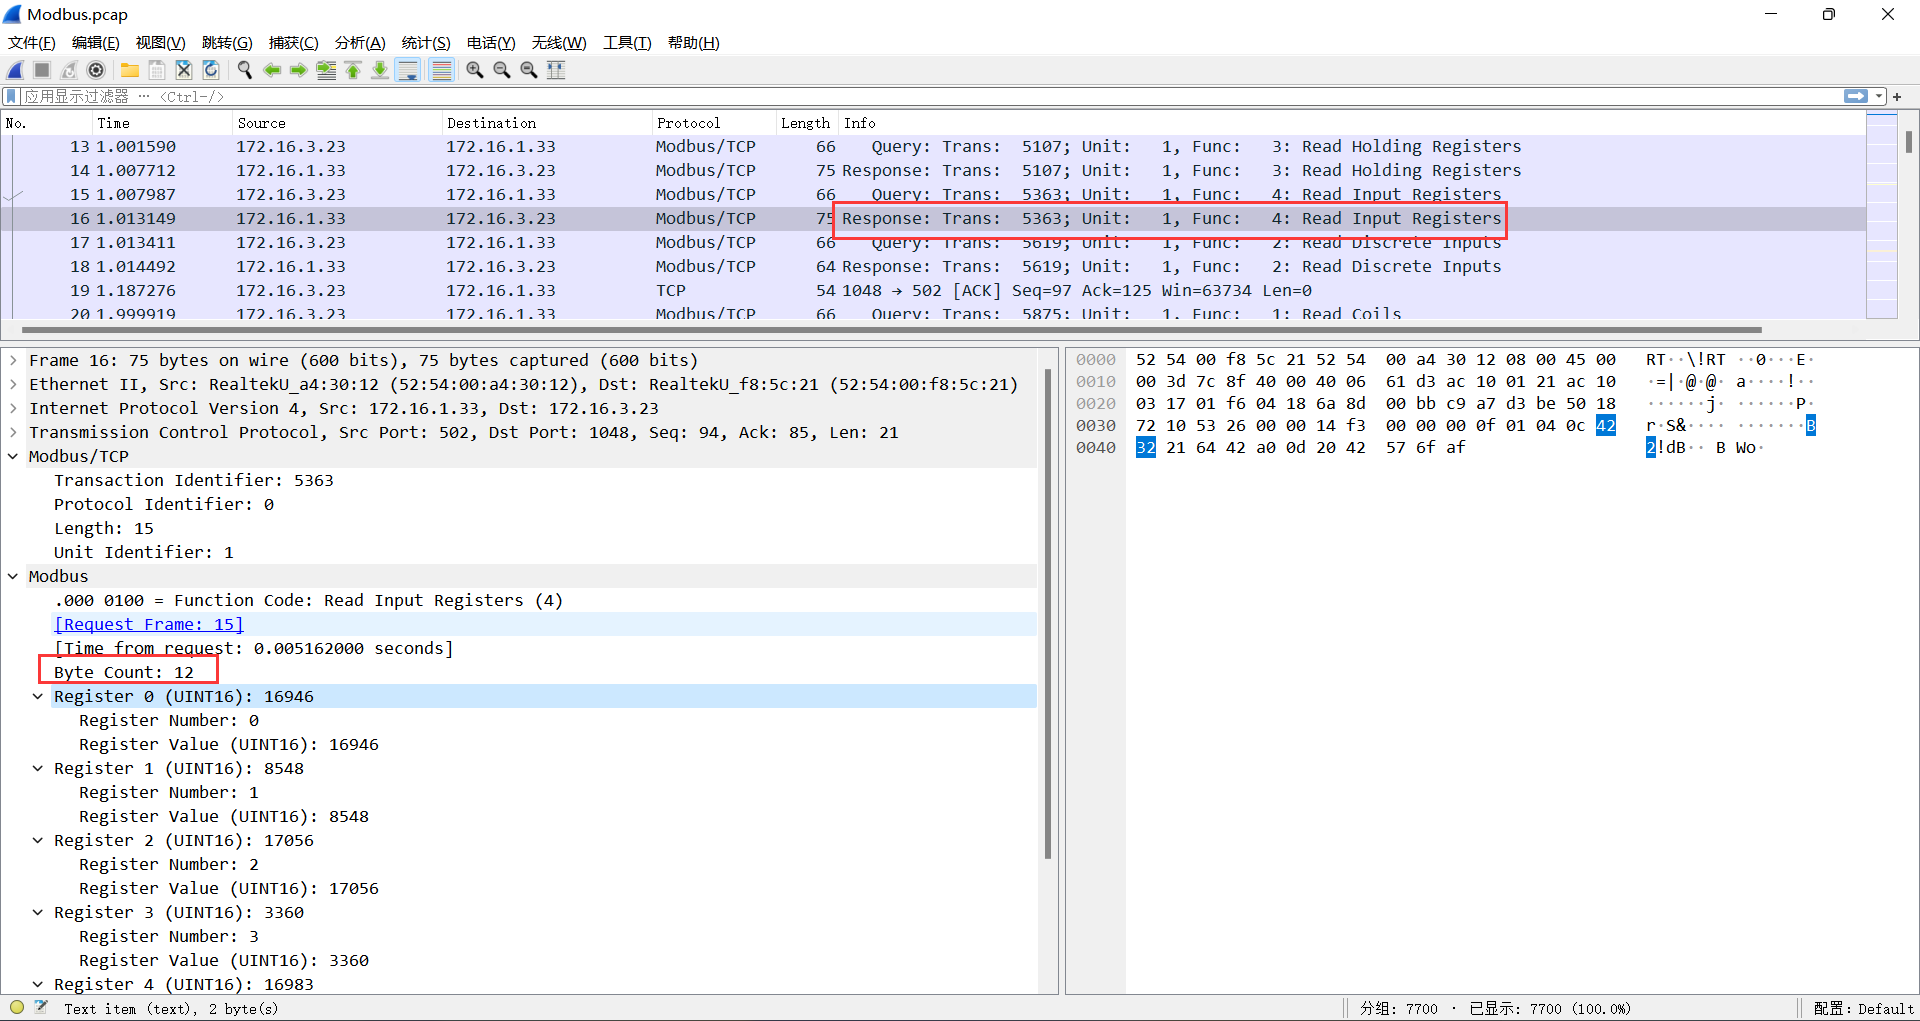 Modbus.pcap
文件(F) 编辑(E) 视图(V) 跳转(G) 捕获(C) 分析(A) 统计(S) 电话(Y) 无线(W) 工具(T) 帮助(H)
应用显示过滤器 … <Ctrl-/>
No. Time Source Destination Protocol Length Info
13 1.001590 172.16.3.23 172.16.1.33 Modbus/TCP 66 Query: Trans: 5107; Unit: 1, Func: 3: Read Holding Registers
14 1.007712 172.16.1.33 172.16.3.23 Modbus/TCP 75 Response: Trans: 5107; Unit: 1, Func: 3: Read Holding Registers
15 1.007987 172.16.3.23 172.16.1.33 Modbus/TCP 66 Query: Trans: 5363; Unit: 1, Func: 4: Read Input Registers
16 1.013149 172.16.1.33 172.16.3.23 Modbus/TCP 75 Response: Trans: 5363; Unit: 1, Func: 4: Read Input Registers
17 1.013411 172.16.3.23 172.16.1.33 Modbus/TCP 66 Query: Trans: 5619; Unit: 1, Func: 2: Read Discrete Inputs
18 1.014492 172.16.1.33 172.16.3.23 Modbus/TCP 64 Response: Trans: 5619; Unit: 1, Func: 2: Read Discrete Inputs
19 1.187276 172.16.3.23 172.16.1.33 TCP 54 1048 → 502 [ACK] Seq=97 Ack=125 Win=63734 Len=0
20 1.999919 172.16.3.23 172.16.1.33 Modbus/TCP 66 Query: Trans: 5875; Unit: 1, Func: 1: Read Coils
Frame 16: 75 bytes on wire (600 bits), 75 bytes captured (600 bits)
Ethernet II, Src: RealtekU_a4:30:12 (52:54:00:a4:30:12), Dst: RealtekU_f8:5c:21 (52:54:00:f8:5c:21)
Internet Protocol Version 4, Src: 172.16.1.33, Dst: 172.16.3.23
Transmission Control Protocol, Src Port: 502, Dst Port: 1048, Seq: 94, Ack: 85, Len: 21
Modbus/TCP
Transaction Identifier: 5363
Protocol Identifier: 0
Length: 15
Unit Identifier: 1
Modbus
.000 0100 = Function Code: Read Input Registers (4)
[Request Frame: 15]
[Time from request: 0.005162000 seconds]
Byte Count: 12
Register 0 (UINT16): 16946
Register Number: 0
Register Value (UINT16): 16946
Register 1 (UINT16): 8548
Register Number: 1
Register Value (UINT16): 8548
Register 2 (UINT16): 17056
Register Number: 2
Register Value (UINT16): 17056
Register 3 (UINT16): 3360
Register Number: 3
Register Value (UINT16): 3360
Register 4 (UINT16): 16983
0000 52 54 00 f8 5c 21 52 54 00 a4 30 12 08 00 45 00 RT··\!RT ··0···E·
0010 00 3d 7c 8f 40 00 40 06 61 d3 ac 10 01 21 ac 10 ·=|·@·@· a····!··
0020 03 17 01 f6 04 18 6a 8d 00 bb c9 a7 d3 be 50 18 ······j· ······P·
0030 72 10 53 26 00 00 14 f3 00 00 00 0f 01 04 0c 42 r·S&···· ·······B
0040 32 21 64 42 a0 0d 20 42 57 6f af 2!dB·· B Wo·
Text item (text), 2 byte(s)
分组: 7700 · 已显示: 7700 (100.0%)
配置: Default